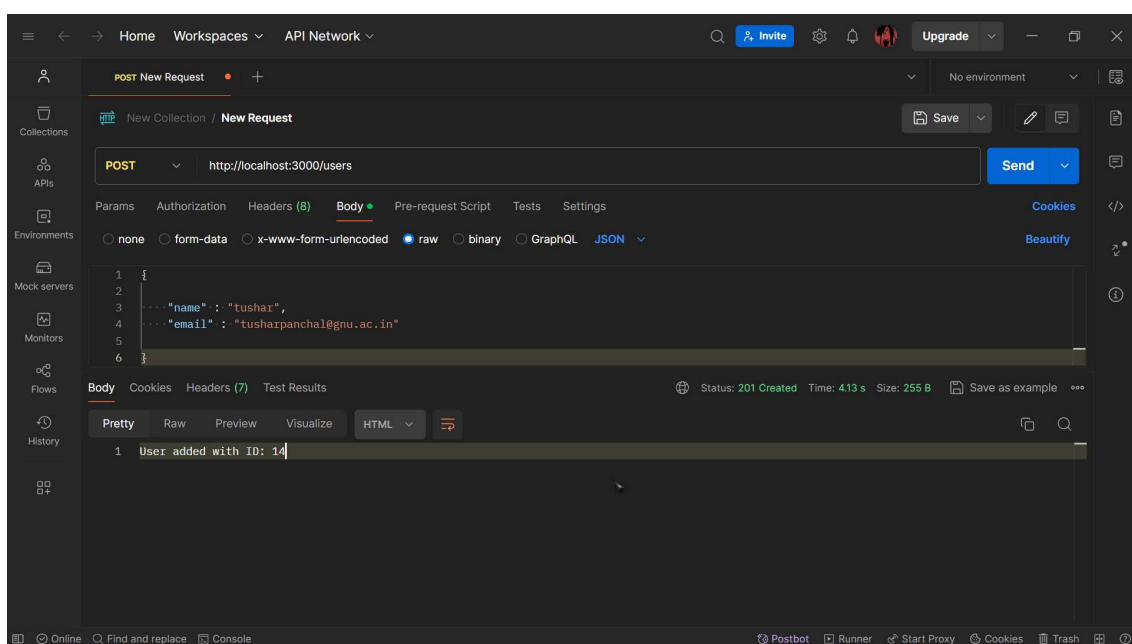 Home Workspaces API Network Invite Upgrade
POST New Request No environment
HTTP New Collection / New Request Save
Collections
POST http://localhost:3000/users Send
APIs
Params Authorization Headers (8) Body Pre-request Script Tests Settings Cookies
Environments
none form-data x-www-form-urlencoded raw binary GraphQL JSON Beautify
Mock servers
1 {
2
3 "name" : "tushar",
4 "email" : "tusharpanchal@gnu.ac.in"
5
6 }
Monitors
Flows
Body Cookies Headers (7) Test Results Status: 201 Created Time: 4.13 s Size: 255 B Save as example
History
Pretty Raw Preview Visualize HTML
1 User added with ID: 14
Online Find and replace Console Postbot Runner Start Proxy Cookies Trash